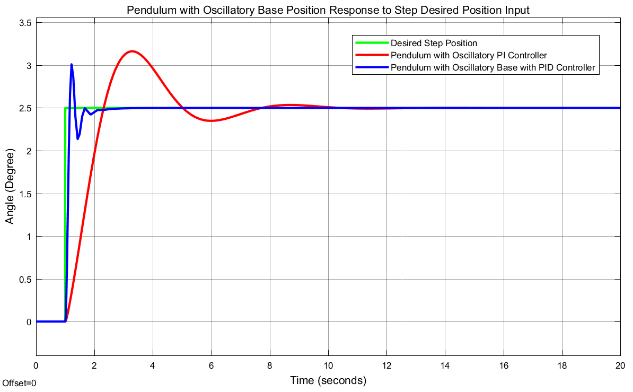 Pendulum with Oscillatory Base Position Response to Step Desired Position Input
Desired Step Position
Pendulum with Oscillatory PI Controller
Pendulum with Oscillatory Base with PID Controller
Angle (Degree)
3.5
3
2.5
2
1.5
1
0.5
0
0 2 4 6 8 10 12 14 16 18 20
Time (seconds)
Offset=0